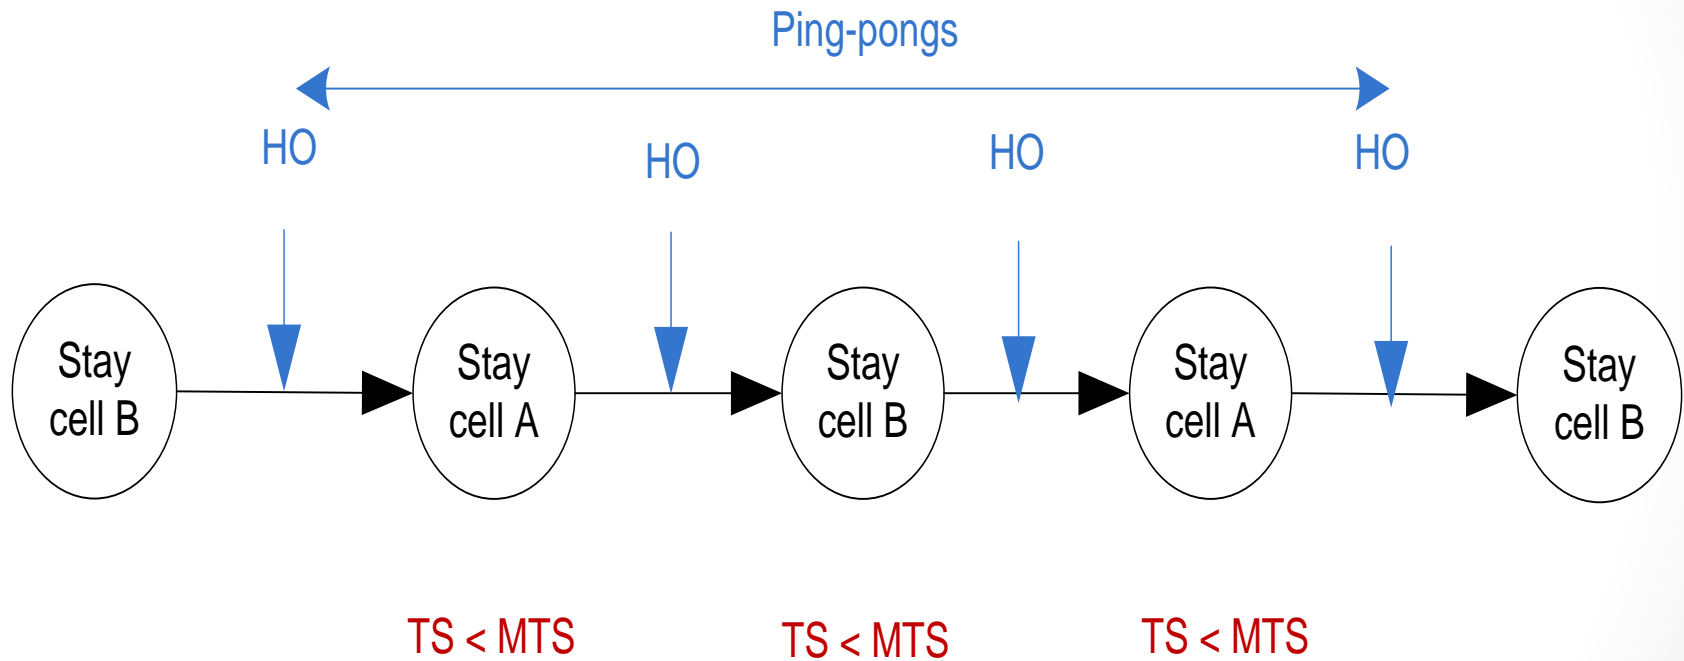 Ping-pongs
HO
HO
HO
HO
Stay
cell B
Stay
cell A
Stay
cell B
Stay
cell A
Stay
cell B
TS < MTS
TS < MTS
TS < MTS